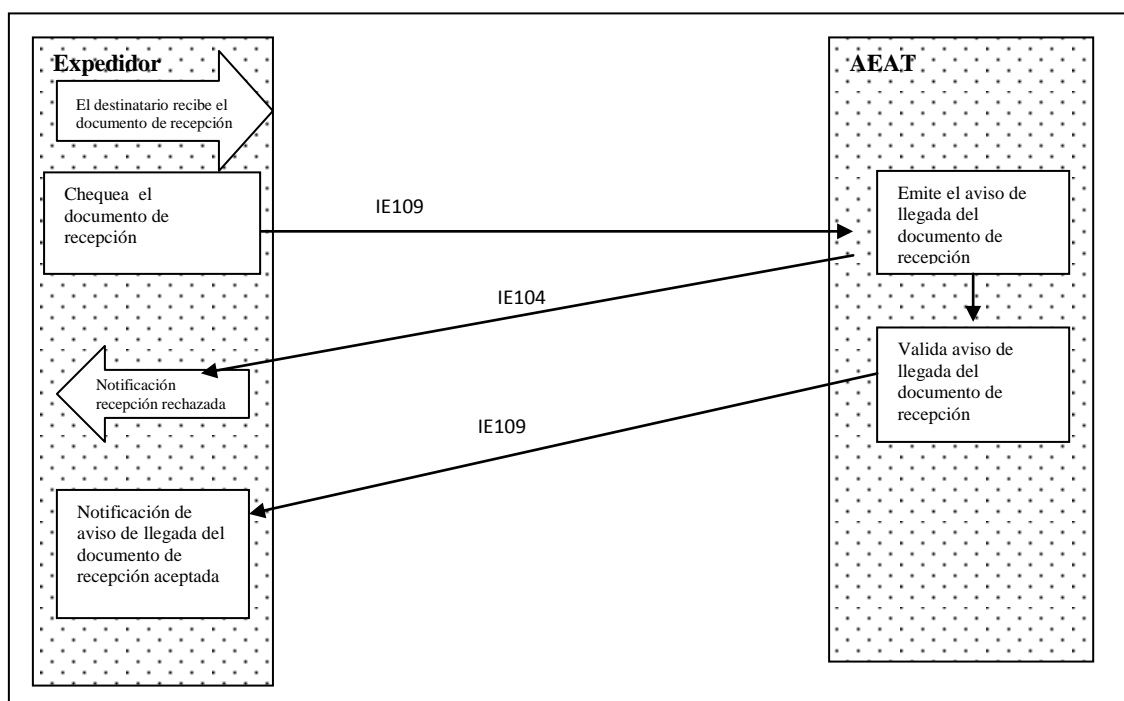 Expedidor
El destinatario recibe el
documento de recepción
Chequea el
documento de
recepción
IE109
IE104
Notificación
recepción rechazada
IE109
Notificación de
aviso de llegada del
documento de
recepción aceptada
AEAT
Emite el aviso de
llegada del
documento de
recepción
Valida aviso de
llegada del
documento de
recepción